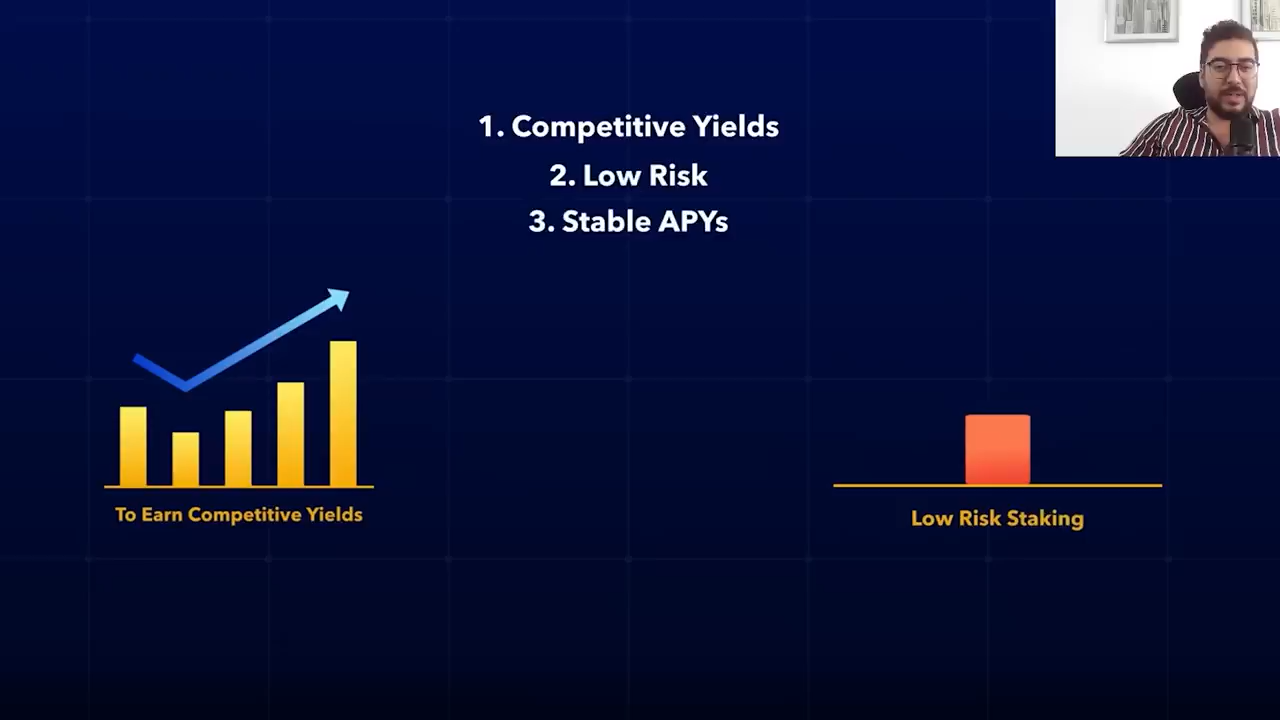 1. Competitive Yields
2. Low Risk
3. Stable APYs
To Earn Competitive Yields
Low Risk Staking